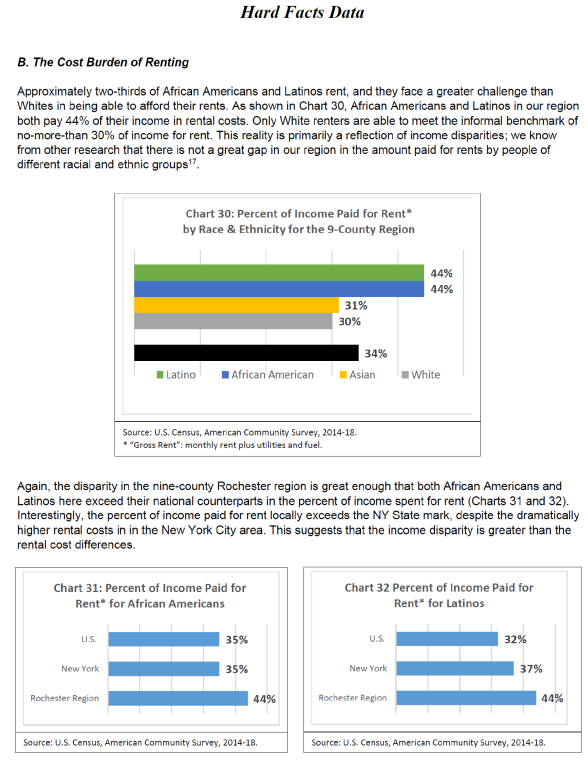 Hard Facts Data
B. The Cost Burden of Renting
Approximately two-thirds of African Americans and Latinos rent, and they face a greater challenge than
Whites in being able to afford their rents. As shown in Chart 30, African Americans and Latinos in our region
both pay 44% of their income in rental costs. Only White renters are able to meet the informal benchmark of
no-more-than 30% of income for rent. This reality is primarily a reflection of income disparities; we know
from other research that there is not a great gap in our region in the amount paid for rents by people of
different racial and ethnic groups¹⁷.
Chart 30: Percent of Income Paid for Rent*
by Race & Ethnicity for the 9-County Region
44%
44%
31%
30%
34%
Latino African American Asian White
Source: U.S. Census, American Community Survey, 2014-18.
* "Gross Rent": monthly rent plus utilities and fuel.
Again, the disparity in the nine-county Rochester region is great enough that both African Americans and
Latinos here exceed their national counterparts in the percent of income spent for rent (Charts 31 and 32).
Interestingly, the percent of income paid for rent locally exceeds the NY State mark, despite the dramatically
higher rental costs in in the New York City area. This suggests that the income disparity is greater than the
rental cost differences.
Chart 31: Percent of Income Paid for
Rent* for African Americans
U.S. 35%
New York 35%
Rochester Region 44%
Source: U.S. Census, American Community Survey, 2014-18.
Chart 32 Percent of Income Paid for
Rent* for Latinos
U.S. 32%
New York 37%
Rochester Region 44%
Source: U.S. Census, American Community Survey, 2014-18.